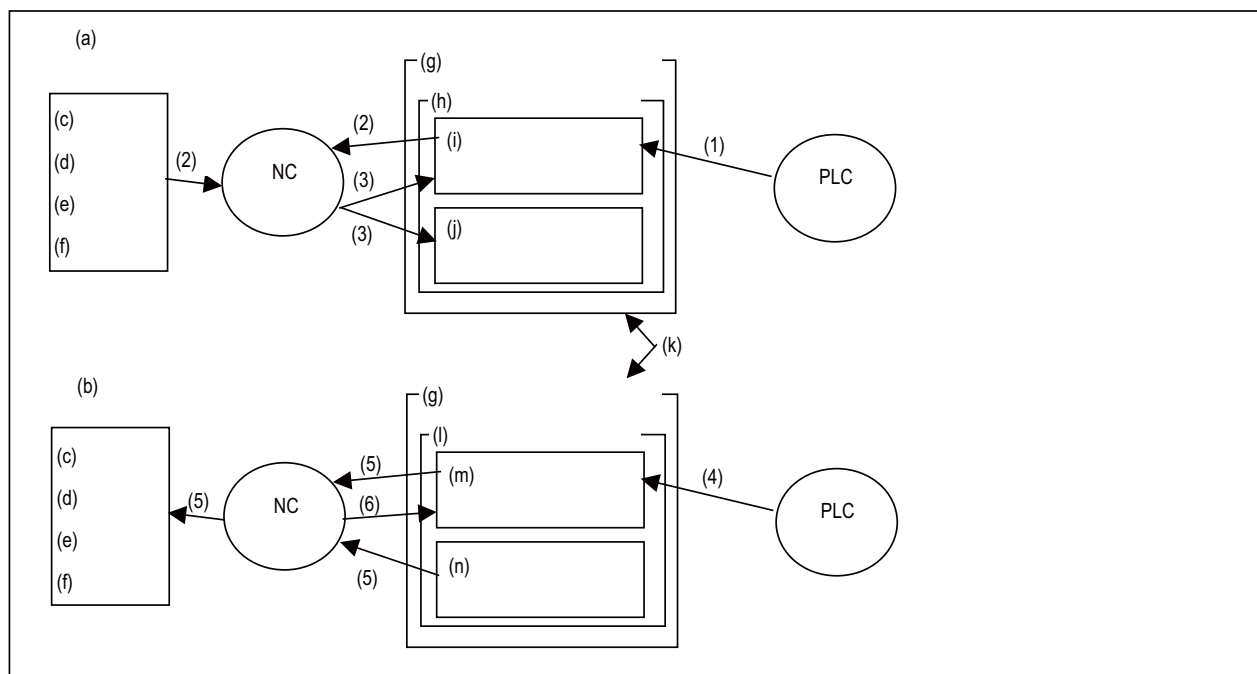 (a)
(g)
(h)
(c)
(2)
(i)
(1)
(d)
(2)
NC
(3)
PLC
(e)
(3)
(j)
(f)
(k)
(b)
(g)
(l)
(c)
(5)
(m)
(4)
(d)
(5)
NC
(6)
PLC
(e)
(5)
(n)
(f)